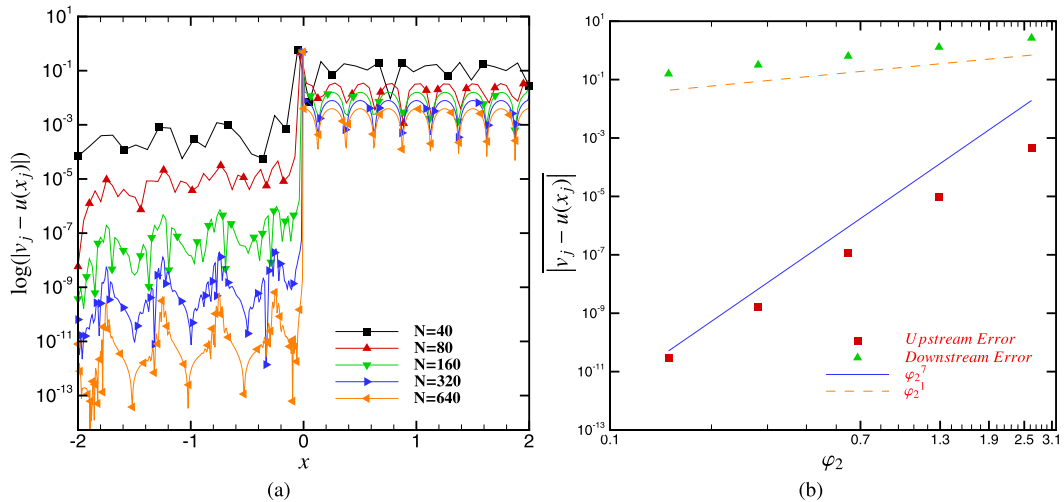 10^1
10^-1
10^-3
10^-5
10^-7
10^-9
10^-11
10^-13
log(|v_j − u(x_j)|)
-2
-1
0
1
2
x
N=40
N=80
N=160
N=320
N=640
(a)
10^1
10^-1
10^-3
10^-5
10^-7
10^-9
10^-11
10^-13
|v_j − u(x_j)|
0.1
0.7
1.3
1.9
2.5
3.1
φ_2
Upstream Error
Downstream Error
φ_2^7
φ_2^1
(b)